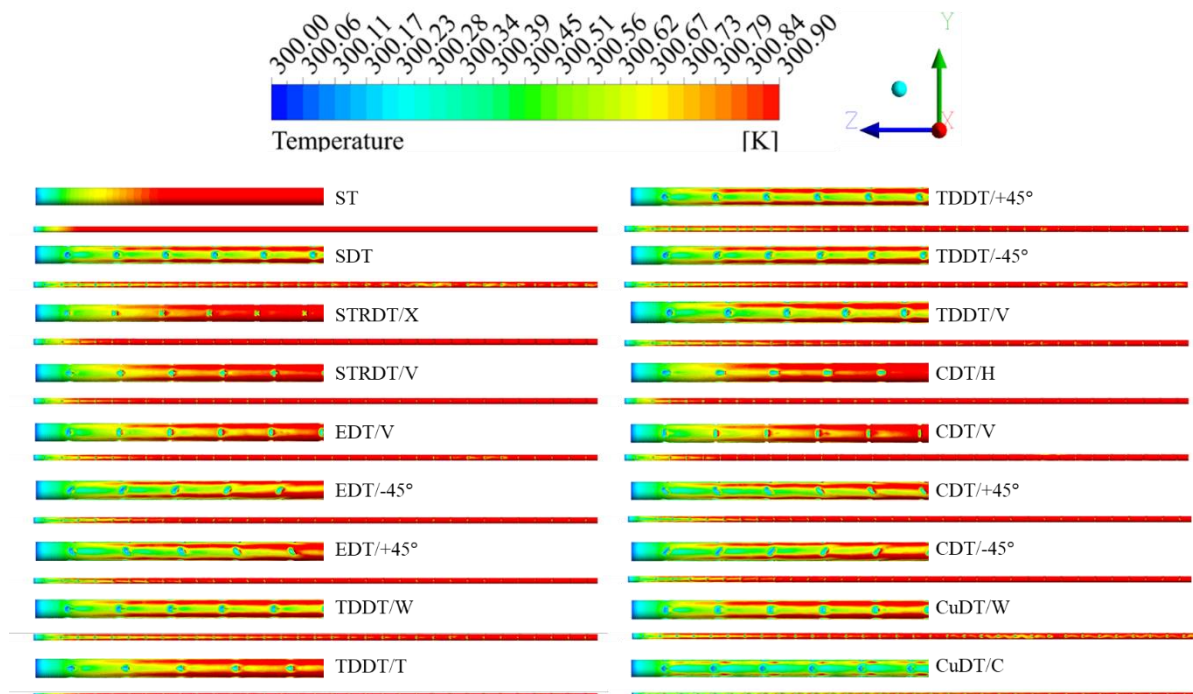 300.00 300.06 300.11 300.17 300.23 300.28 300.34 300.39 300.45 300.51 300.56 300.62 300.67 300.73 300.79 300.84 300.90
Temperature [K]
Y
Z X
ST
SDT
STRDT/X
STRDT/V
EDT/V
EDT/-45°
EDT/+45°
TDDT/W
TDDT/T
TDDT/+45°
TDDT/-45°
TDDT/V
CDT/H
CDT/V
CDT/+45°
CDT/-45°
CuDT/W
CuDT/C